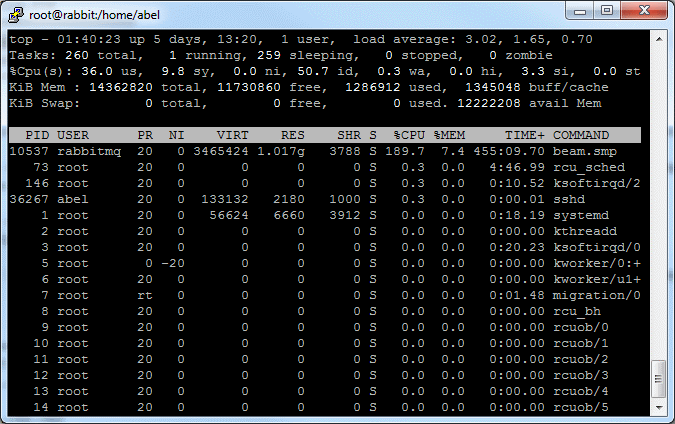 root@rabbit:/home/abel
top - 01:40:23 up 5 days, 13:20,  1 user,  load average: 3.02, 1.65, 0.70
Tasks: 260 total,   1 running, 259 sleeping,   0 stopped,   0 zombie
%Cpu(s): 36.0 us,  9.8 sy,  0.0 ni, 50.7 id,  0.3 wa,  0.0 hi,  3.3 si,  0.0 st
KiB Mem : 14362820 total, 11730860 free,  1286912 used,  1345048 buff/cache
KiB Swap:        0 total,        0 free,        0 used. 12222208 avail Mem
  PID USER      PR  NI    VIRT    RES    SHR S  %CPU %MEM     TIME+ COMMAND
10537 rabbitmq  20   0 3465424 1.017g   3788 S 189.7  7.4 455:09.70 beam.smp
   73 root      20   0       0      0      0 S   0.3  0.0   4:46.99 rcu_sched
  146 root      20   0       0      0      0 S   0.3  0.0   0:10.52 ksoftirqd/2
36267 abel      20   0  133132   2180   1000 S   0.3  0.0   0:00.01 sshd
    1 root      20   0   56624   6660   3912 S   0.0  0.0   0:18.19 systemd
    2 root      20   0       0      0      0 S   0.0  0.0   0:00.00 kthreadd
    3 root      20   0       0      0      0 S   0.0  0.0   0:20.23 ksoftirqd/0
    5 root       0 -20       0      0      0 S   0.0  0.0   0:00.00 kworker/0:+
    6 root      20   0       0      0      0 S   0.0  0.0   0:00.00 kworker/u1+
    7 root      rt   0       0      0      0 S   0.0  0.0   0:01.48 migration/0
    8 root      20   0       0      0      0 S   0.0  0.0   0:00.00 rcu_bh
    9 root      20   0       0      0      0 S   0.0  0.0   0:00.00 rcuob/0
   10 root      20   0       0      0      0 S   0.0  0.0   0:00.00 rcuob/1
   11 root      20   0       0      0      0 S   0.0  0.0   0:00.00 rcuob/2
   12 root      20   0       0      0      0 S   0.0  0.0   0:00.00 rcuob/3
   13 root      20   0       0      0      0 S   0.0  0.0   0:00.00 rcuob/4
   14 root      20   0       0      0      0 S   0.0  0.0   0:00.00 rcuob/5